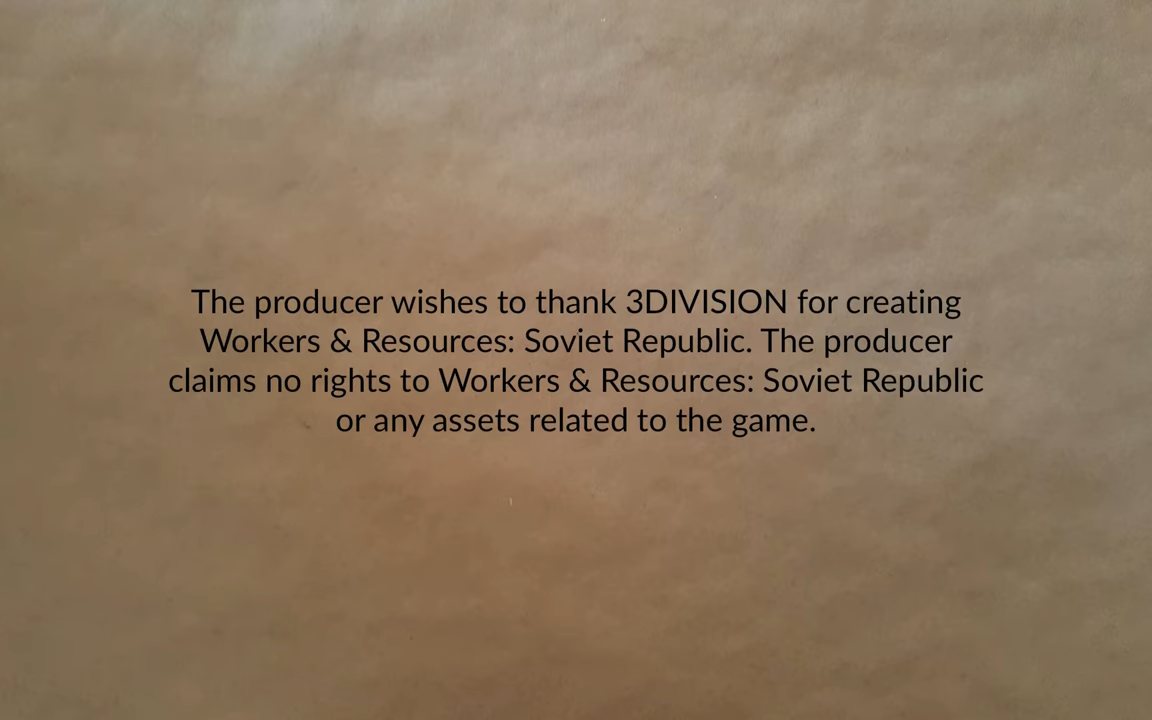 The producer wishes to thank 3DIVISION for creating
Workers & Resources: Soviet Republic. The producer
claims no rights to Workers & Resources: Soviet Republic
or any assets related to the game.